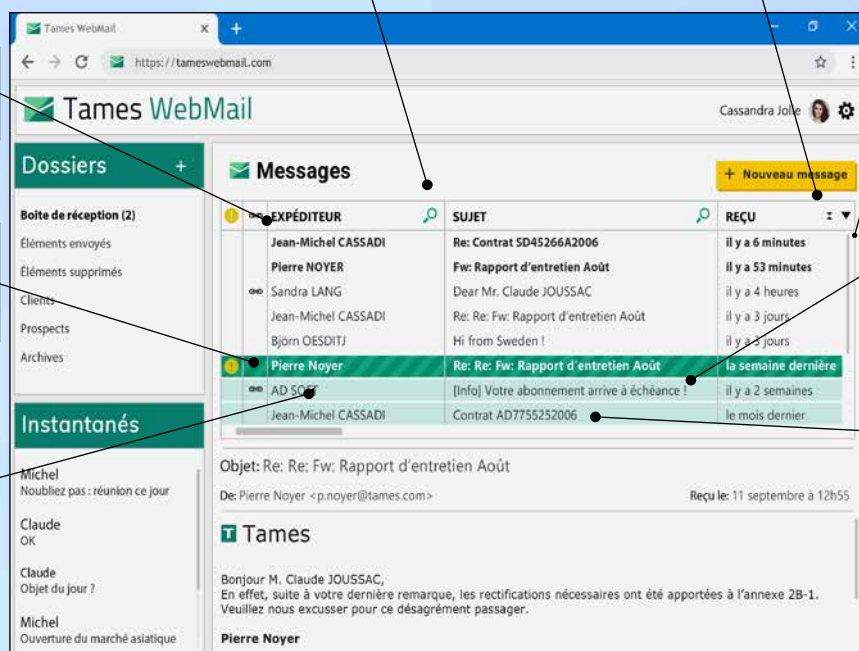 Tames WebMail
https://tameswebmail.com
Tames WebMail
Cassandra Jolie
Dossiers +
Boite de réception (2)
Éléments envoyés
Éléments supprimés
Clients
Prospects
Archives
Instantanés
Michel
Noubliez pas : réunion ce jour
Claude
OK
Claude
Objet du jour ?
Michel
Ouverture du marché asiatique
Messages
+ Nouveau message
EXPÉDITEUR SUJET REÇU
Jean-Michel CASSADI Re: Contrat SD45266A2006 il y a 6 minutes
Pierre NOYER Fw: Rapport d'entretien Août il y a 53 minutes
Sandra LANG Dear Mr. Claude JOUSSAC il y a 4 heures
Jean-Michel CASSADI Re: Re: Fw: Rapport d'entretien Août il y a 3 jours
Björn OESDITJ Hi from Sweden ! il y a 3 jours
Pierre Noyer Re: Re: Fw: Rapport d'entretien Août la semaine dernière
AD SOFT [Info] Votre abonnement arrive à échéance ! il y a 2 semaines
Jean-Michel CASSADI Contrat AD7755252006 le mois dernier
Objet: Re: Re: Fw: Rapport d'entretien Août
De: Pierre Noyer <p.noyer@tames.com> Reçu le: 11 septembre à 12h55
T Tames
Bonjour M. Claude JOUSSAC,
En effet, suite à votre dernière remarque, les rectifications nécessaires ont été apportées à l'annexe 2B-1.
Veuillez nous excusser pour ce désagrément passager.
Pierre Noyer